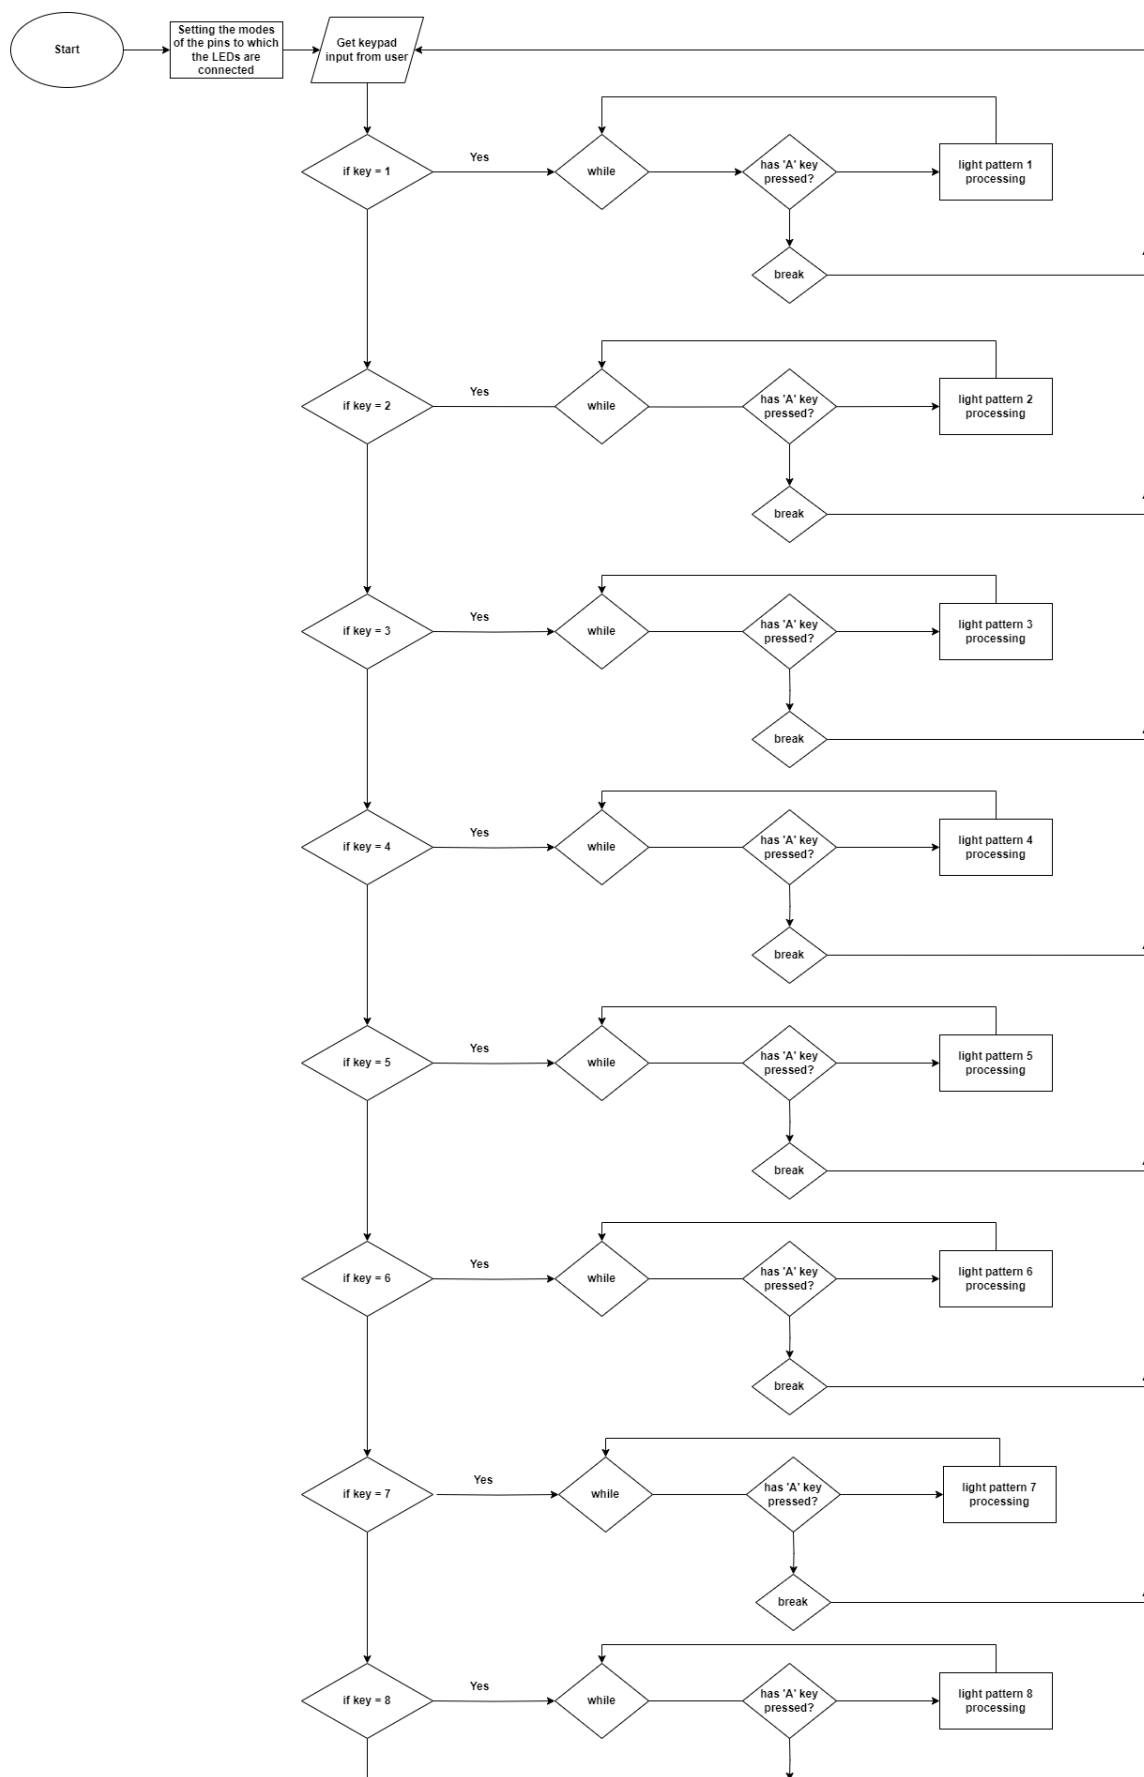 Start
Setting the modes
of the pins to which
the LEDs are
connected
Get keypad
input from user
if key = 1
Yes
while
has 'A' key
pressed?
light pattern 1
processing
break
if key = 2
Yes
while
has 'A' key
pressed?
light pattern 2
processing
break
if key = 3
Yes
while
has 'A' key
pressed?
light pattern 3
processing
break
if key = 4
Yes
while
has 'A' key
pressed?
light pattern 4
processing
break
if key = 5
Yes
while
has 'A' key
pressed?
light pattern 5
processing
break
if key = 6
Yes
while
has 'A' key
pressed?
light pattern 6
processing
break
if key = 7
Yes
while
has 'A' key
pressed?
light pattern 7
processing
break
if key = 8
Yes
while
has 'A' key
pressed?
light pattern 8
processing